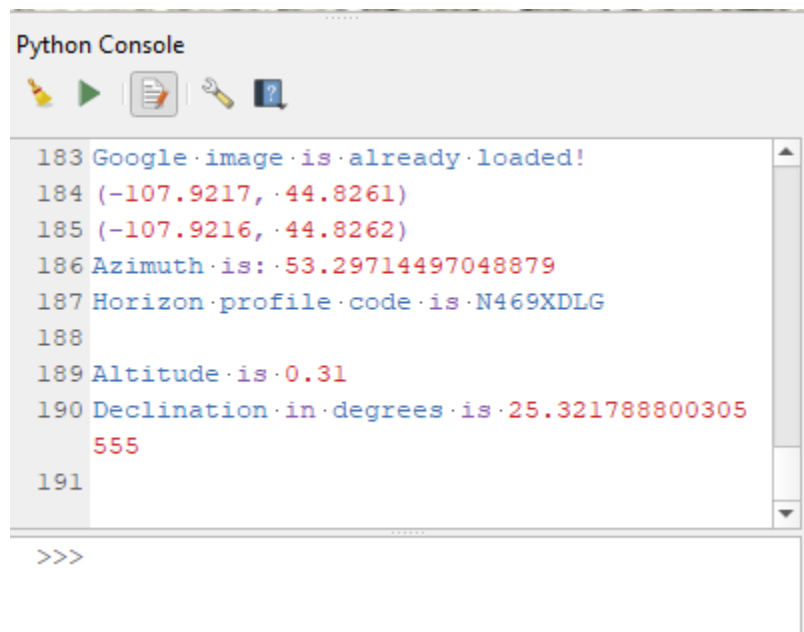 Python Console
183 Google·image·is·already·loaded!
184 (-107.9217,·44.8261)
185 (-107.9216,·44.8262)
186 Azimuth·is:·53.29714497048879
187 Horizon·profile·code·is·N469XDLG
188
189 Altitude·is·0.31
190 Declination·in·degrees·is·25.321788800305
555
191
>>>